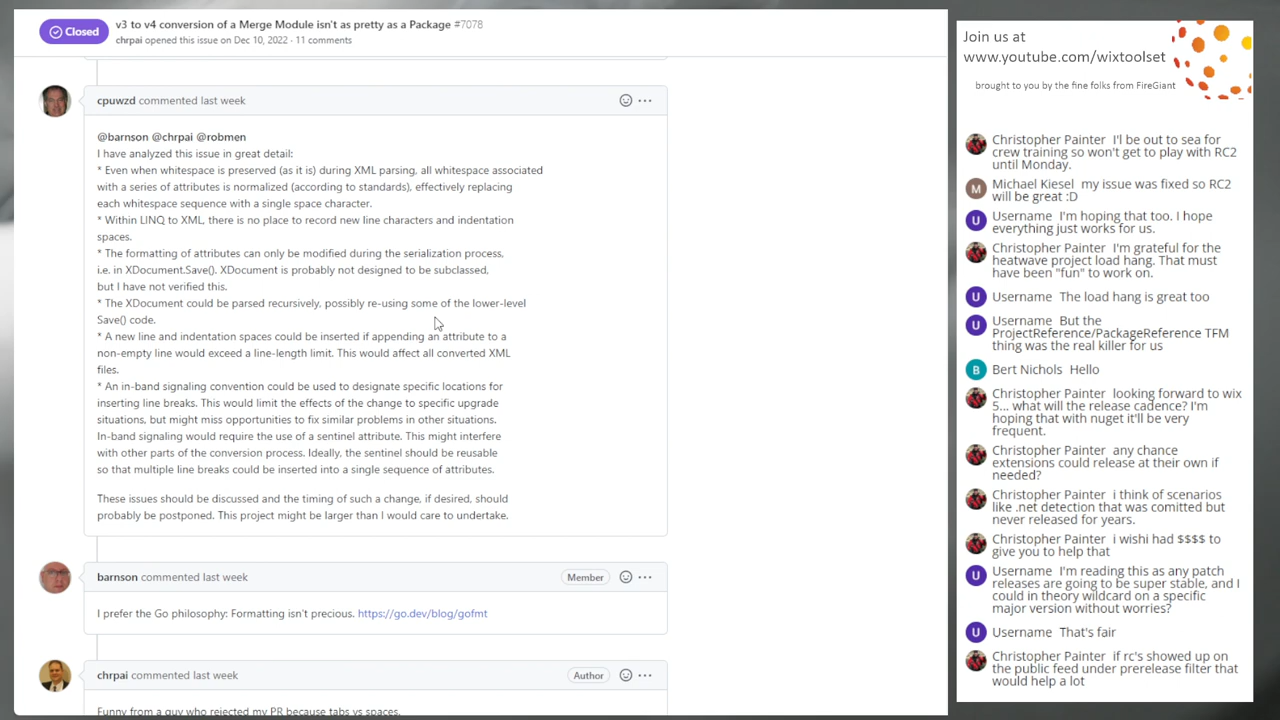 Closed
v3 to v4 conversion of a Merge Module isn't as pretty as a Package #7078
chrpai opened this issue on Dec 10, 2022 · 11 comments
cpuwzd commented last week
@barnson @chrpai @robmen
I have analyzed this issue in great detail:
* Even when whitespace is preserved (as it is) during XML parsing, all whitespace associated
with a series of attributes is normalized (according to standards), effectively replacing
each whitespace sequence with a single space character.
* Within LINQ to XML, there is no place to record new line characters and indentation
spaces.
* The formatting of attributes can only be modified during the serialization process,
i.e. in XDocument.Save(). XDocument is probably not designed to be subclassed,
but I have not verified this.
* The XDocument could be parsed recursively, possibly re-using some of the lower-level
Save() code.
* A new line and indentation spaces could be inserted if appending an attribute to a
non-empty line would exceed a line-length limit. This would affect all converted XML
files.
* An in-band signaling convention could be used to designate specific locations for
inserting line breaks. This would limit the effects of the change to specific upgrade
situations, but might miss opportunities to fix similar problems in other situations.
In-band signaling would require the use of a sentinel attribute. This might interfere
with other parts of the conversion process. Ideally, the sentinel should be reusable
so that multiple line breaks could be inserted into a single sequence of attributes.
These issues should be discussed and the timing of such a change, if desired, should
probably be postponed. This project might be larger than I would care to undertake.
barnson commented last week
Member
I prefer the Go philosophy: Formatting isn't precious. https://go.dev/blog/gofmt
chrpai commented last week
Author
Funny from a guy who rejected my PR because tabs vs spaces.
Join us at
www.youtube.com/wixtoolset
brought to you by the fine folks from FireGiant
Christopher Painter I'l be out to sea for
crew training so won't get to play with RC2
until Monday.
M
Michael Kiesel my issue was fixed so RC2
will be great :D
U
Username I'm hoping that too. I hope
everything just works for us.
Christopher Painter I'm grateful for the
heatwave project load hang. That must
have been "fun" to work on.
U
Username The load hang is great too
U
Username But the
ProjectReference/PackageReference TFM
thing was the real killer for us
B
Bert Nichols Hello
Christopher Painter looking forward to wix
5... what will the release cadence? I'm
hoping that with nuget it'll be very
frequent.
Christopher Painter any chance
extensions could release at their own if
needed?
Christopher Painter i think of scenarios
like .net detection that was comitted but
never released for years.
Christopher Painter i wishi had $$$$ to
give you to help that
U
Username I'm reading this as any patch
releases are going to be super stable, and I
could in theory wildcard on a specific
major version without worries?
U
Username That's fair
Christopher Painter if rc's showed up on
the public feed under prerelease filter that
would help a lot